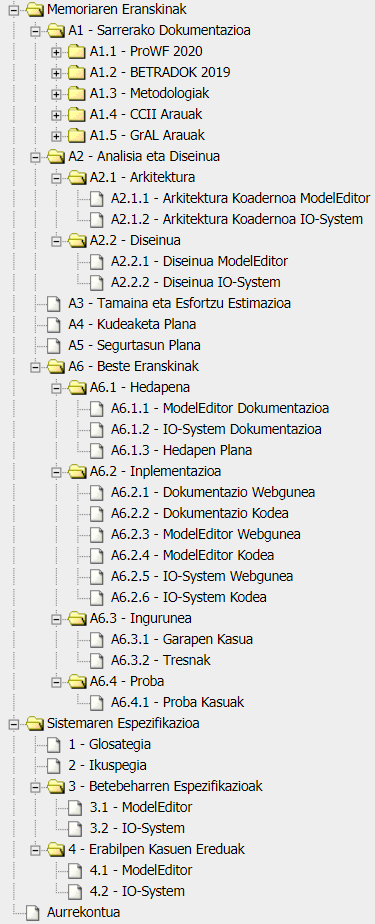 Memoriaren Eranskinak
A1 - Sarrerako Dokumentazioa
A1.1 - ProWF 2020
A1.2 - BETRADOK 2019
A1.3 - Metodologiak
A1.4 - CCII Arauak
A1.5 - GrAL Arauak
A2 - Analisia eta Diseinua
A2.1 - Arkitektura
A2.1.1 - Arkitektura Koadernoa ModelEditor
A2.1.2 - Arkitektura Koadernoa IO-System
A2.2 - Diseinua
A2.2.1 - Diseinua ModelEditor
A2.2.2 - Diseinua IO-System
A3 - Tamaina eta Esfortzu Estimazioa
A4 - Kudeaketa Plana
A5 - Segurtasun Plana
A6 - Beste Eranskinak
A6.1 - Hedapena
A6.1.1 - ModelEditor Dokumentazioa
A6.1.2 - IO-System Dokumentazioa
A6.1.3 - Hedapen Plana
A6.2 - Inplementazioa
A6.2.1 - Dokumentazio Webgunea
A6.2.2 - Dokumentazio Kodea
A6.2.3 - ModelEditor Webgunea
A6.2.4 - ModelEditor Kodea
A6.2.5 - IO-System Webgunea
A6.2.6 - IO-System Kodea
A6.3 - Ingurunea
A6.3.1 - Garapen Kasua
A6.3.2 - Tresnak
A6.4 - Proba
A6.4.1 - Proba Kasuak
Sistemaren Espezifikazioa
1 - Glosategia
2 - Ikuspegia
3 - Betebeharren Espezifikazioak
3.1 - ModelEditor
3.2 - IO-System
4 - Erabilpen Kasuen Ereduak
4.1 - ModelEditor
4.2 - IO-System
Aurrekontua